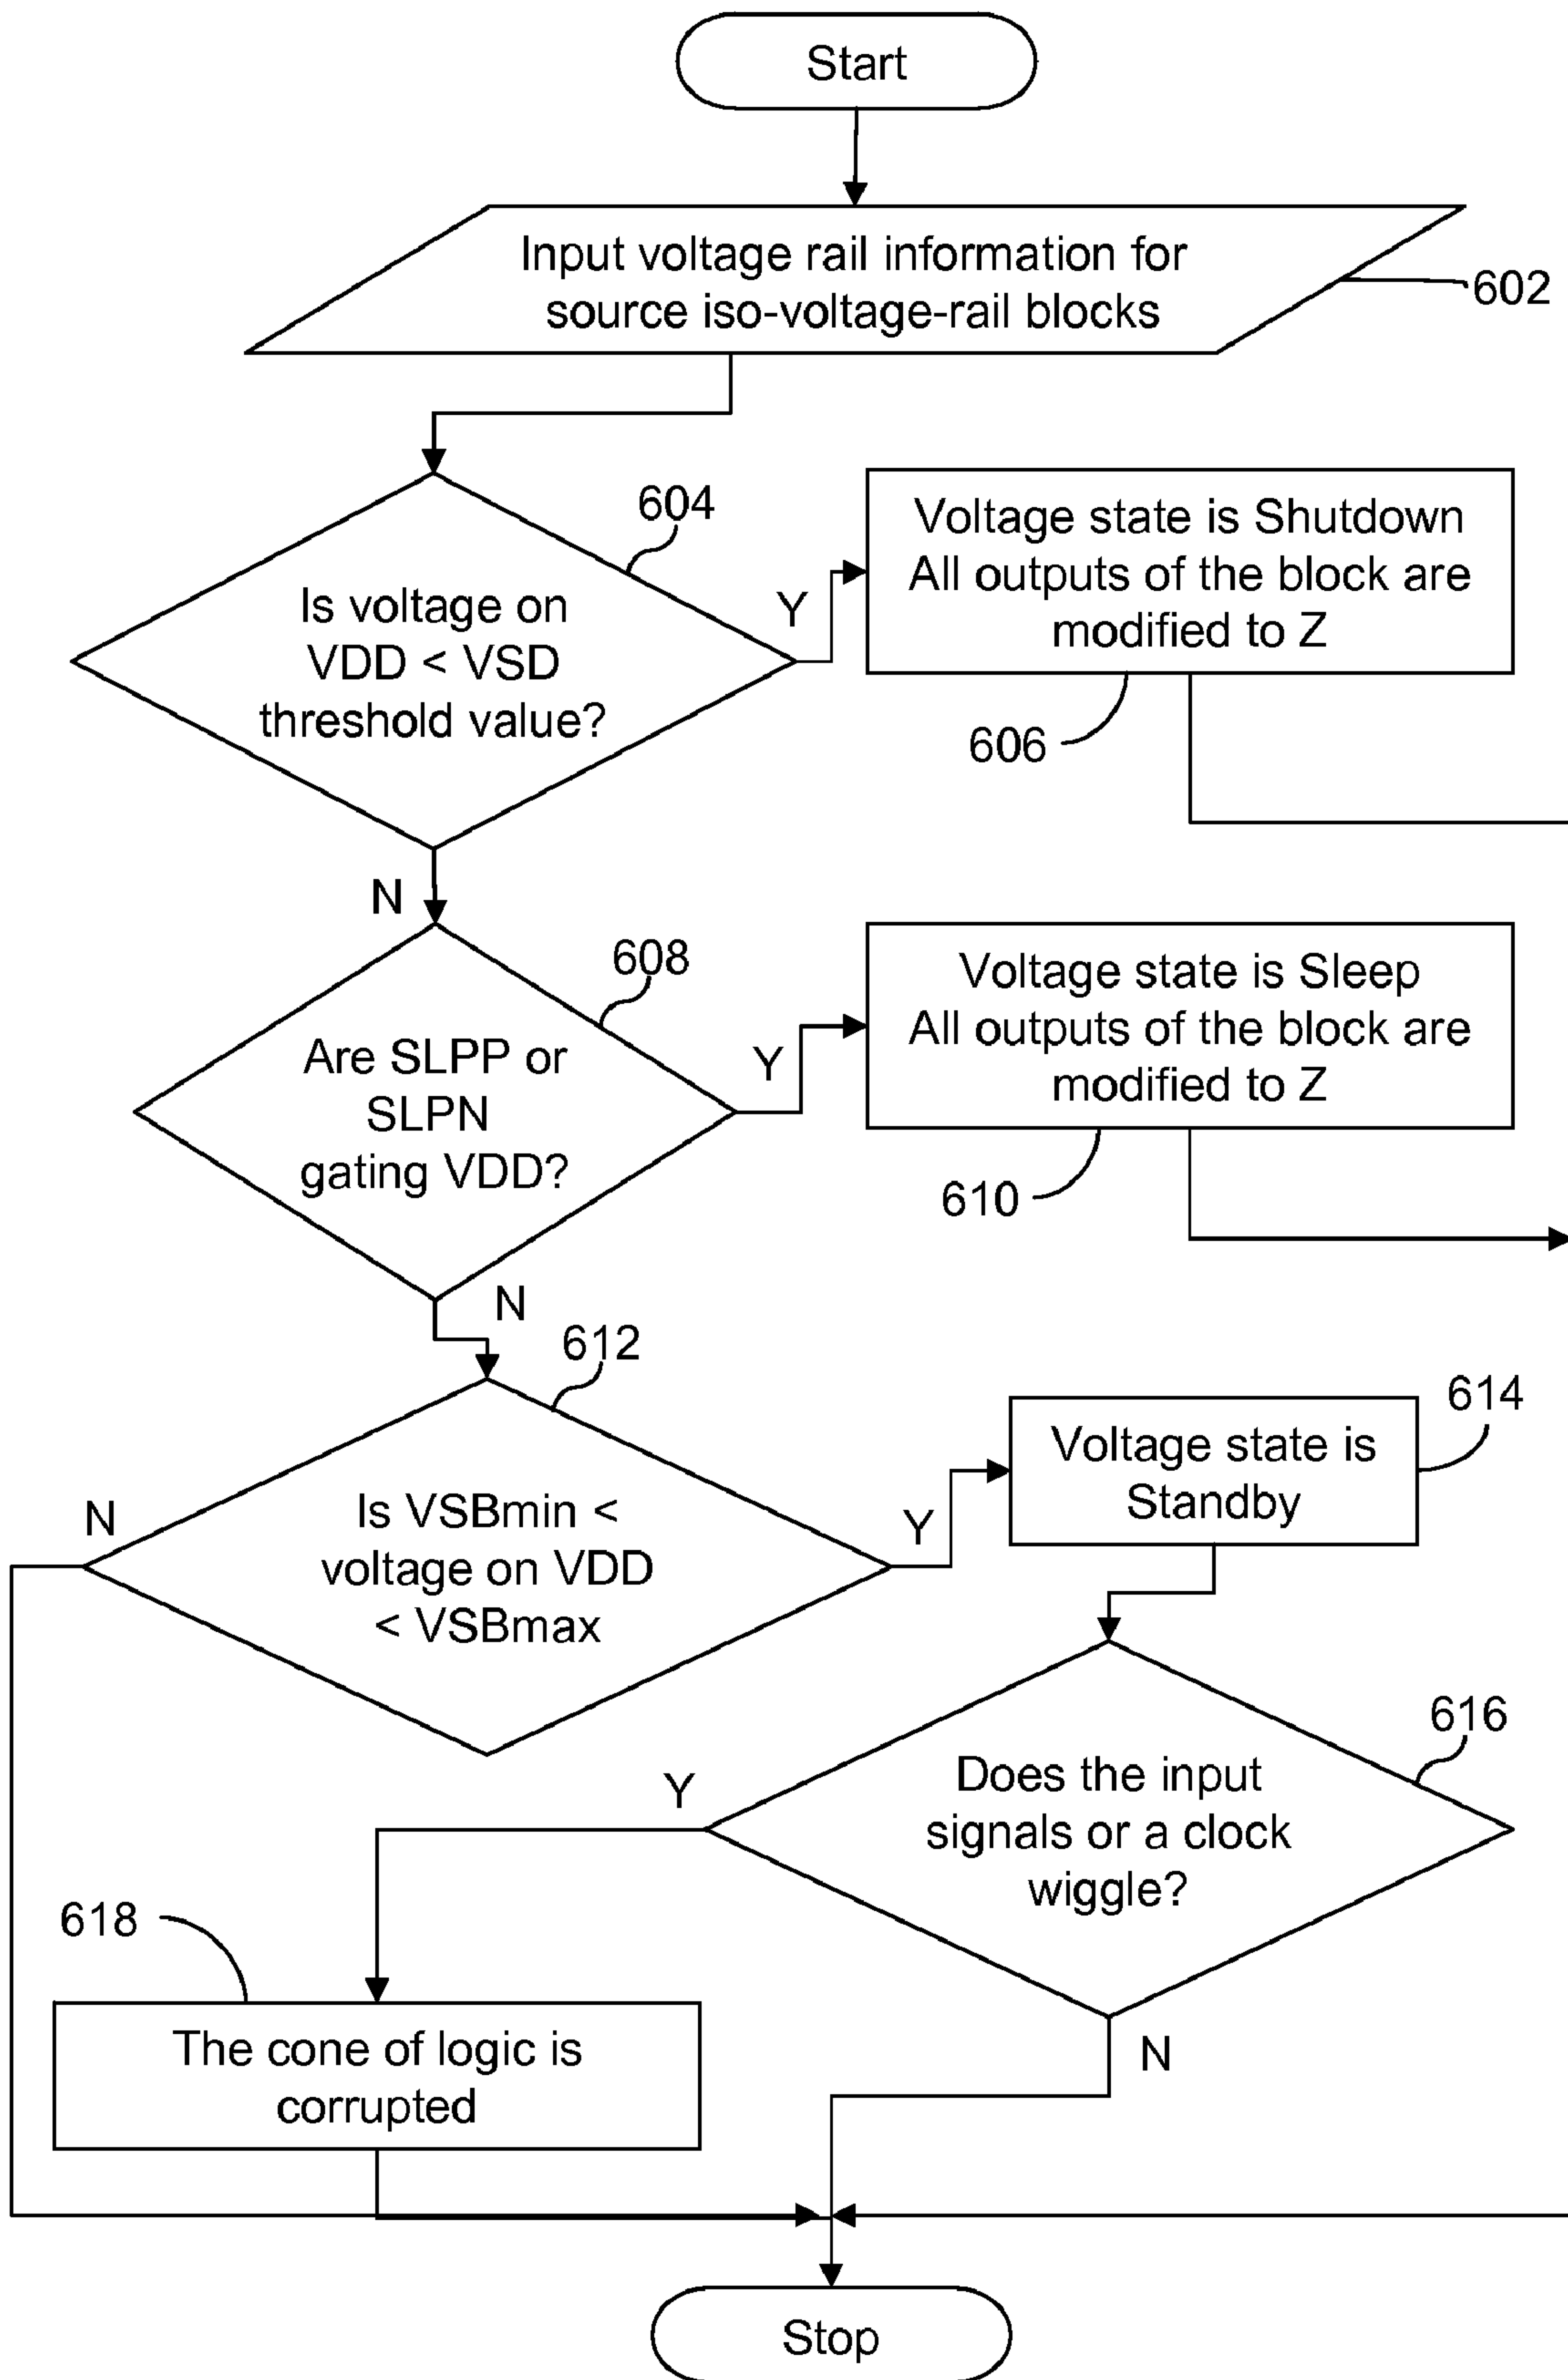 Start
Input voltage rail information for
source iso-voltage-rail blocks
602
604
Is voltage on
VDD < VSD
threshold value?
Y
Voltage state is Shutdown
All outputs of the block are
modified to Z
606
N
608
Are SLPP or
SLPN
gating VDD?
Y
Voltage state is Sleep
All outputs of the block are
modified to Z
610
N
612
Is VSBmin <
voltage on VDD
< VSBmax
N
Y
Voltage state is
Standby
614
616
Does the input
signals or a clock
wiggle?
Y
618
The cone of logic is
corrupted
N
Stop